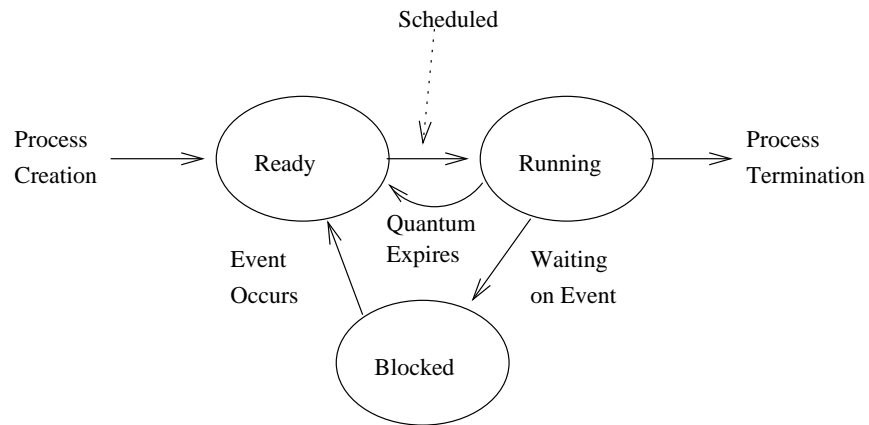 Scheduled
Process
Creation
Ready
Running
Process
Termination
Quantum
Expires
Event
Occurs
Waiting
on Event
Blocked